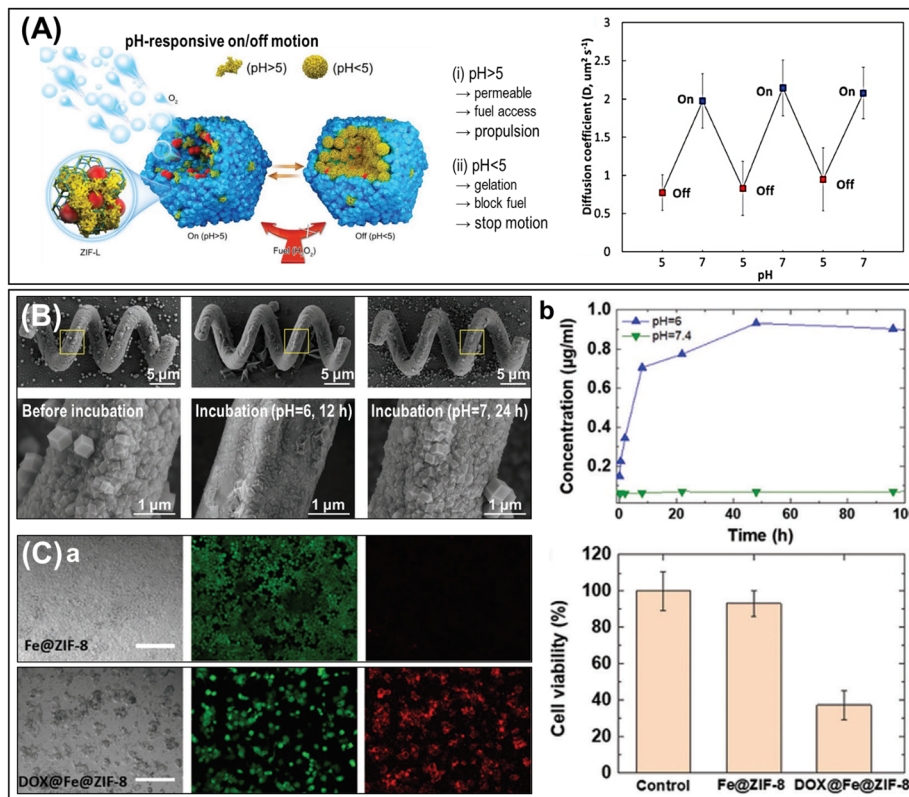 (A)
pH-responsive on/off motion
(pH>5)
(pH<5)
O2
ZIF-L
On (pH>5)
Off (pH<5)
(i) pH>5
→ permeable
→ fuel access
→ propulsion
(ii) pH<5
→ gelation
→ block fuel
→ stop motion
Diffusion coefficient (D, um² s⁻¹)
3
2.5
2
1.5
1
0.5
0
On
On
On
Off
Off
Off
5 7 5 7 5 7
pH
(B)
5 µm
5 µm
5 µm
Before incubation
Incubation (pH=6, 12 h)
Incubation (pH=7, 24 h)
1 µm
1 µm
1 µm
b
Concentration (µg/ml)
1.0
0.8
0.6
0.4
0.2
pH=6
pH=7.4
0 20 40 60 80 100
Time (h)
(C) a
Fe@ZIF-8
DOX@Fe@ZIF-8
Cell viability (%)
120
100
80
60
40
20
0
Control Fe@ZIF-8 DOX@Fe@ZIF-8